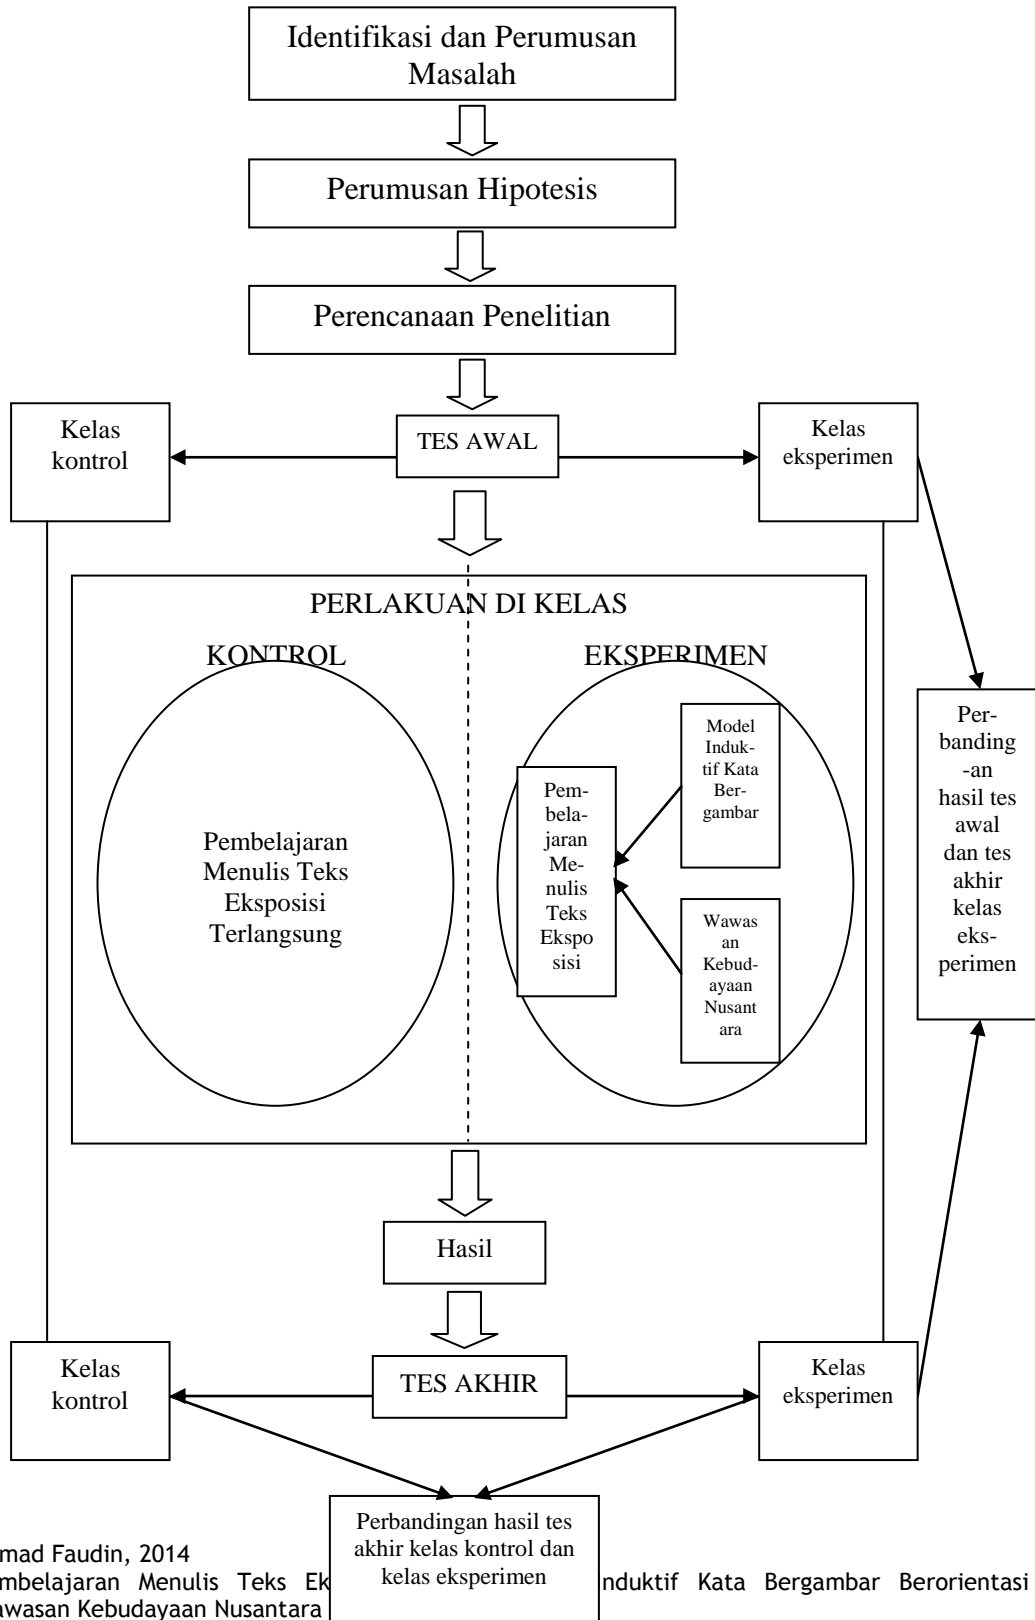 Identifikasi dan Perumusan
Masalah
Perumusan Hipotesis
Perencanaan Penelitian
Kelas
kontrol
TES AWAL
Kelas
eksperimen
PERLAKUAN DI KELAS
KONTROL
EKSPERIMEN
Pembelajaran
Menulis Teks
Eksposisi
Terlangsung
Pem-
bela-
jaran
Me-
nulis
Teks
Ekspo
sisi
Model
Induk-
tif Kata
Ber-
gambar
Wawas
an
Kebud-
ayaan
Nusant
ara
Per-
banding
-an
hasil tes
awal
dan tes
akhir
kelas
eks-
perimen
Hasil
Kelas
kontrol
TES AKHIR
Kelas
eksperimen
Perbandingan hasil tes
akhir kelas kontrol dan
kelas eksperimen
mad Faudin, 2014
mbelajaran Menulis Teks Ek nduktif Kata Bergambar Berorientasi
awasan Kebudayaan Nusantara